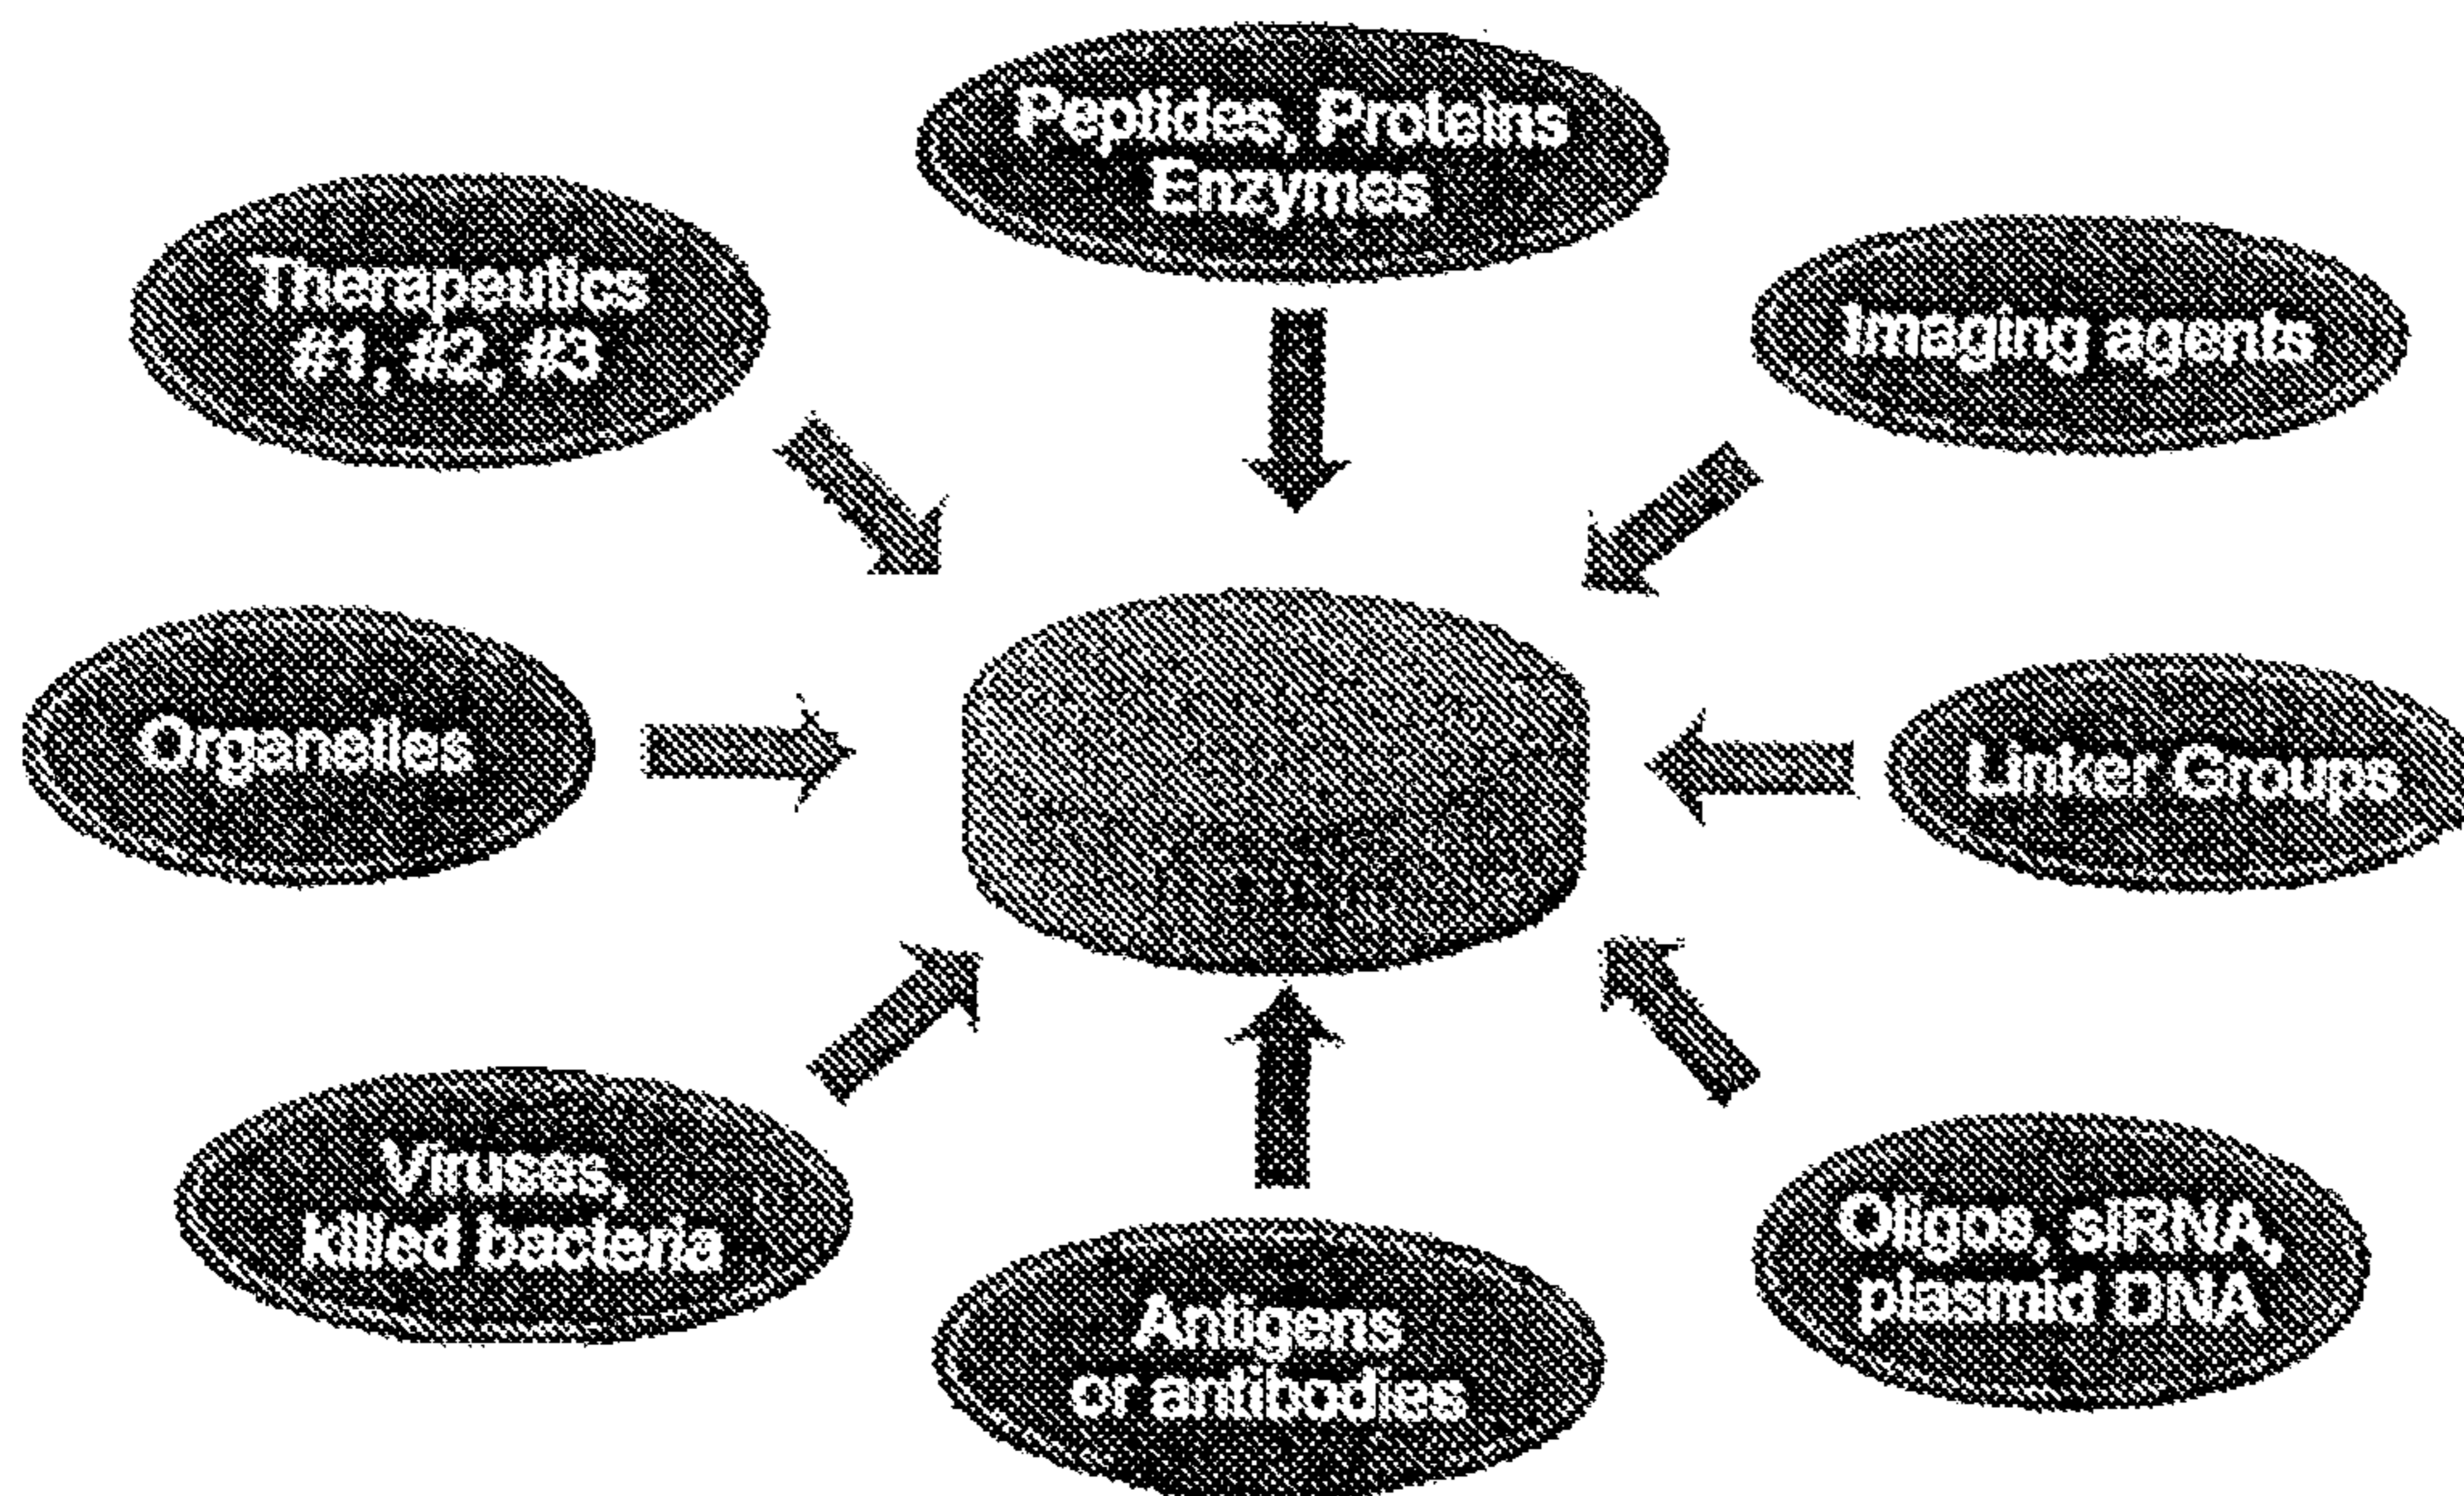 Peptides, Proteins
Enzymes
Therapeutics
#1, #2, #3
Imaging agents
Organelles
Linker Groups
Viruses,
killed bacteria
Antigens
or antibodies
Oligos, siRNA,
plasmid DNA